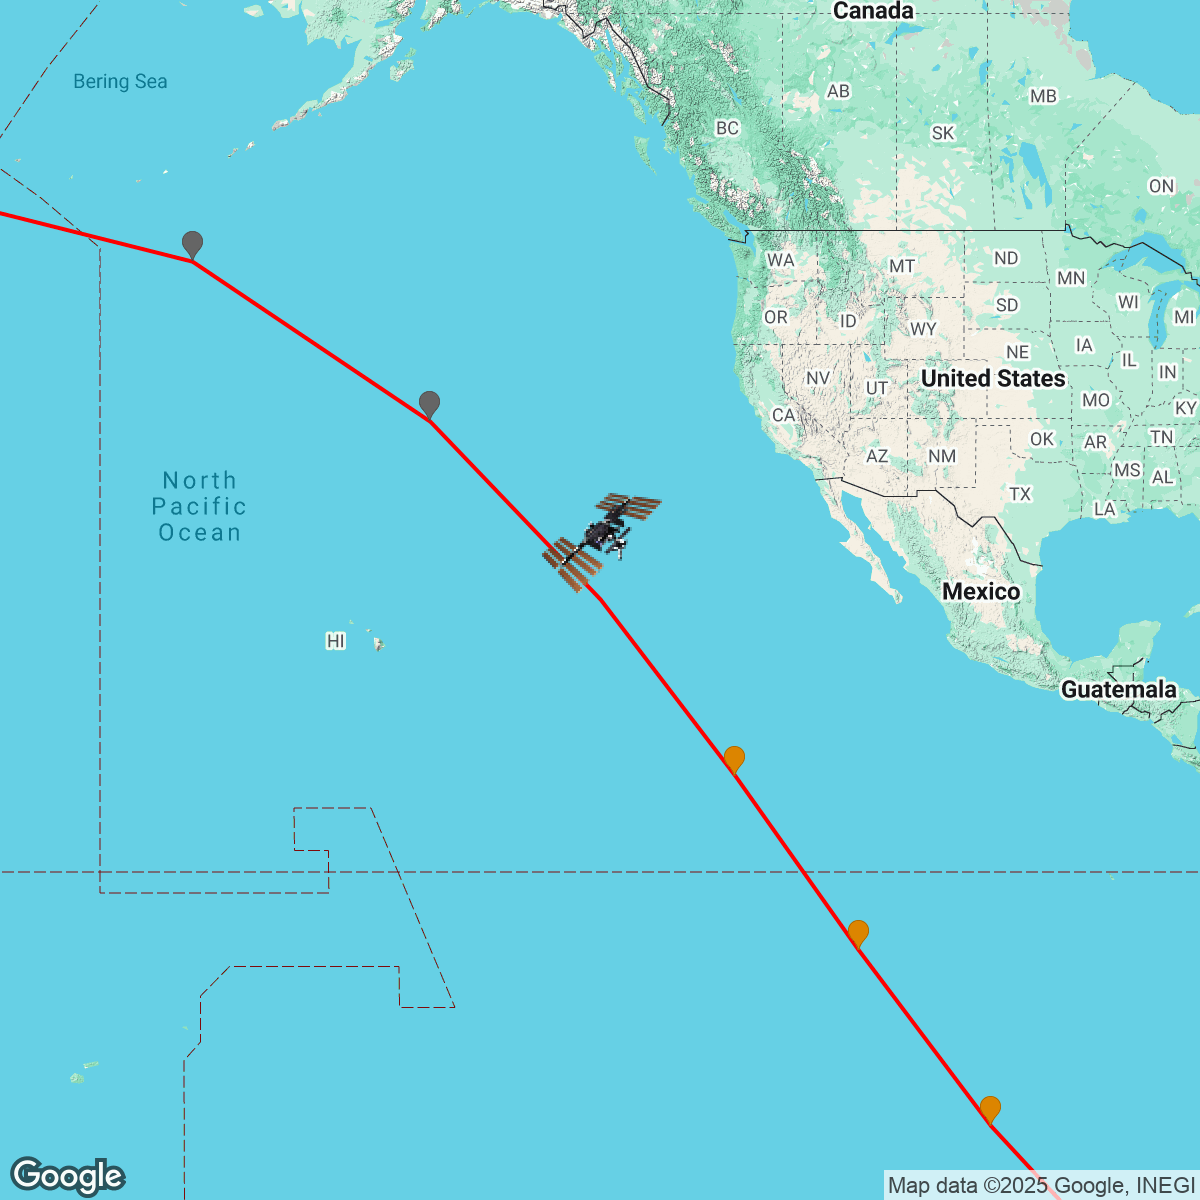 Canada
Bering Sea
AB
MB
BC
SK
ON
WA
MT
ND
MN
OR
ID
WY
SD
WI
MI
NV
UT
NE
IA
IL
IN
United States
CA
MO
KY
AZ
NM
OK
AR
TN
MS
AL
TX
LA
North
Pacific
Ocean
Mexico
HI
Guatemala
Google
Map data ©2025 Google, INEGI